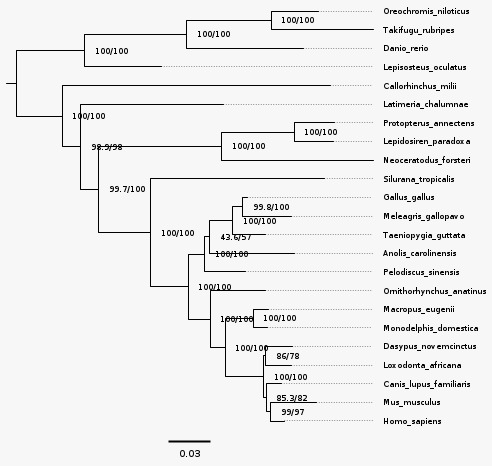 Oreochromis_niloticus
100/100
Takifugu_rubripes
100/100
Danio_rerio
100/100
Lepisosteus_oculatus
Callorhinchus_milii
Latimeria_chalumnae
100/100
Protopterus_annectens
100/100
Lepidosiren_paradoxa
98.9/98
100/100
Neoceratodus_forsteri
Silurana_tropicalis
99.7/100
Gallus_gallus
99.8/100
Meleagris_gallopavo
100/100
Taeniopygia_guttata
100/100
43.6/57
Anolis_carolinensis
100/100
Pelodiscus_sinensis
100/100
Ornithorhynchus_anatinus
Macropus_eugenii
100/100
100/100
Monodelphis_domestica
Dasypus_novemcinctus
100/100
86/78
Loxodonta_africana
100/100
Canis_lupus_familiaris
85.3/82
Mus_musculus
99/97
Homo_sapiens
0.03